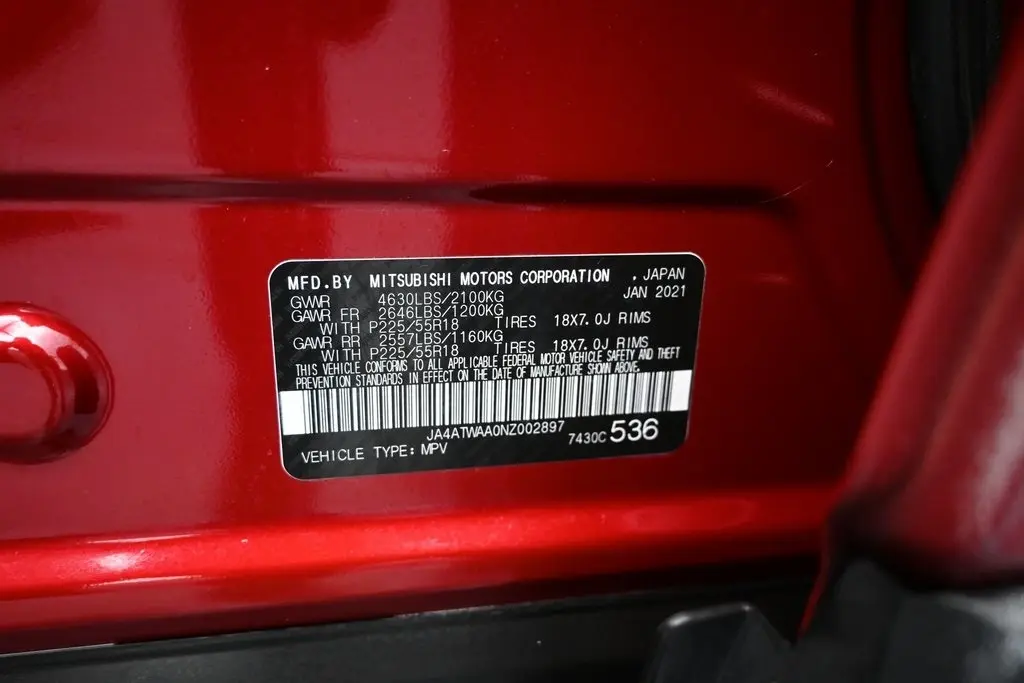 MFD.BY MITSUBISHI MOTORS CORPORATION , JAPAN
JAN 2021
GVWR 4630LBS/2100KG
GAWR FR 2646LBS/1200KG
WITH P225/55R18 TIRES 18X7.0J RIMS
GAWR RR 2557LBS/1160KG
WITH P225/55R18 TIRES 18X7.0J RIMS
THIS VEHICLE CONFORMS TO ALL APPLICABLE FEDERAL MOTOR VEHICLE SAFETY AND THEFT
PREVENTION STANDARDS IN EFFECT ON THE DATE OF MANUFACTURE SHOWN ABOVE.
JA4ATWAA0NZ002897
7430C 536
VEHICLE TYPE: MPV